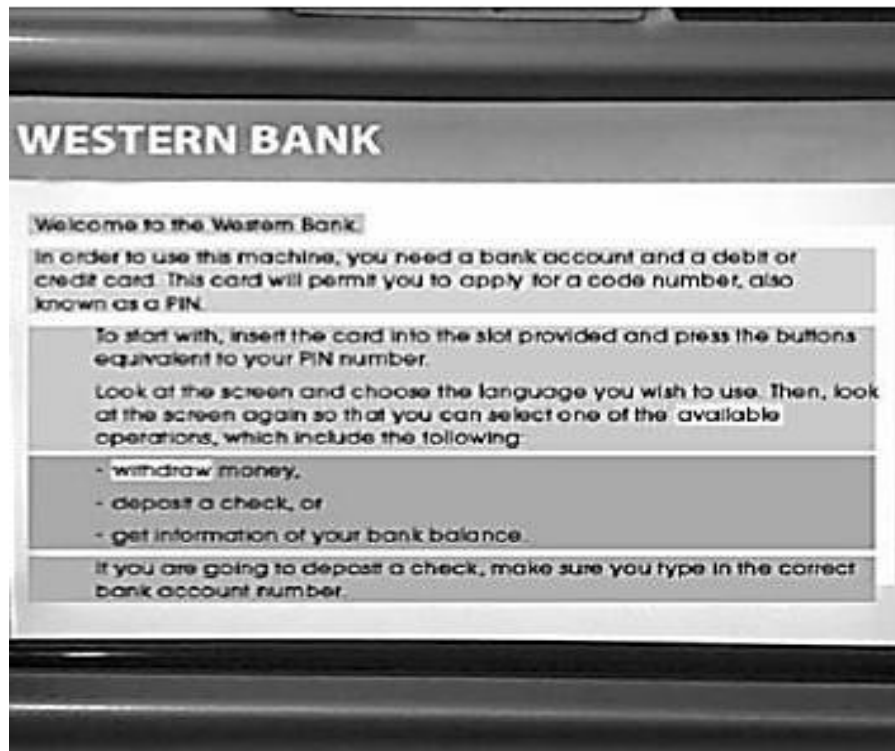 WESTERN BANK
Welcome to the Western Bank.
In order to use this machine, you need a bank account and a debit or
credit card. This card will permit you to apply for a code number, also
known as a PIN.
To start with, insert the card into the slot provided and press the buttons
equivalent to your PIN number.
Look at the screen and choose the language you wish to use. Then, look
at the screen again so that you can select one of the available
operations, which include the following:
- withdraw money,
- deposit a check, or
- get information of your bank balance.
If you are going to deposit a check, make sure you type in the correct
bank account number.